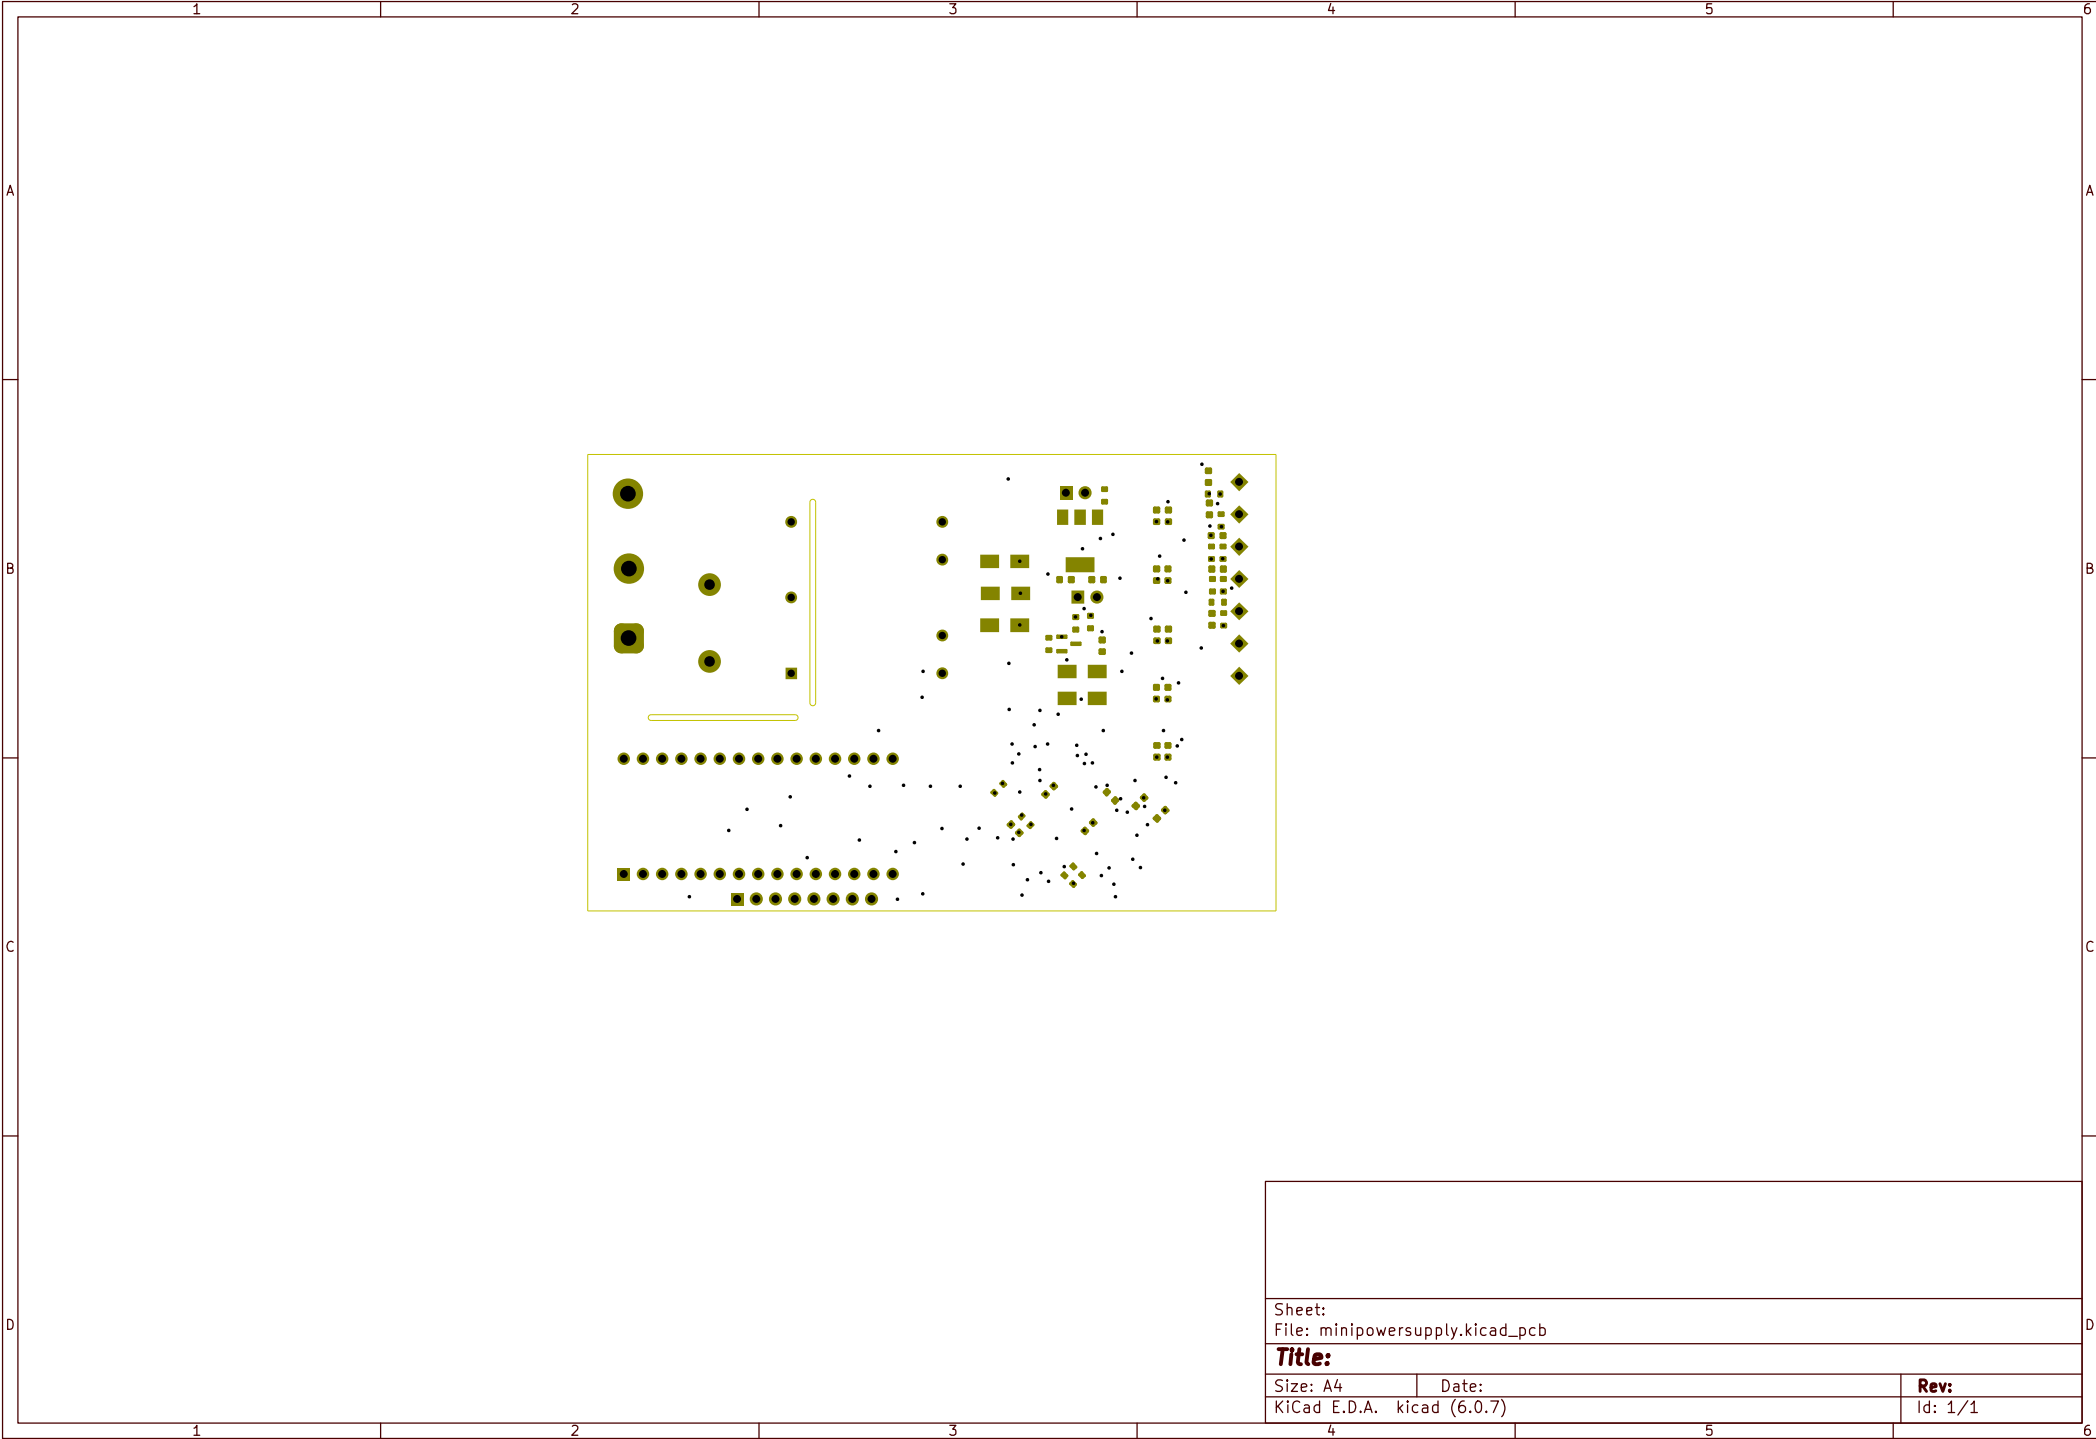 1 2 3 4 5 6
A A
B B
C C
D D
Sheet:
File: minipowersupply.kicad_pcb
Title:
Size: A4 Date: Rev:
KiCad E.D.A. kicad (6.0.7) Id: 1/1
1 2 3 4 5 6